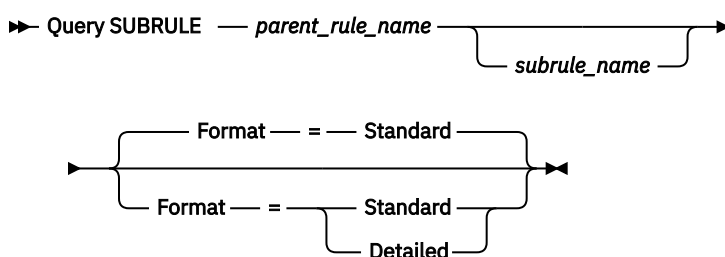 Query SUBRULE parent_rule_name
subrule_name
Format = Standard
Format = Standard
Detailed